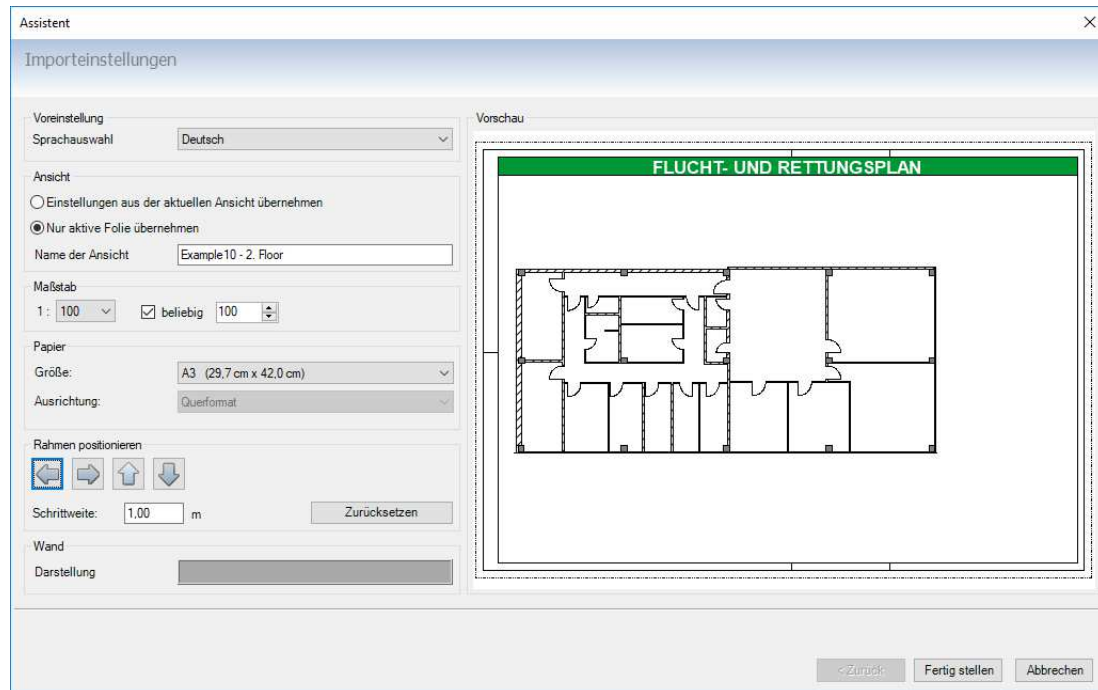 Assistent
Importeinstellungen
Voreinstellung
Sprachauswahl Deutsch
Ansicht
Einstellungen aus der aktuellen Ansicht übernehmen
Nur aktive Folie übernehmen
Name der Ansicht Example10 - 2. Floor
Maßstab
1 : 100 beliebig 100
Papier
Größe: A3 (29,7 cm x 42,0 cm)
Ausrichtung: Querformat
Rahmen positionieren
Schrittweite: 1,00 m Zurücksetzen
Wand
Darstellung
Vorschau
FLUCHT- UND RETTUNGSPLAN
< Zurück Fertig stellen Abbrechen